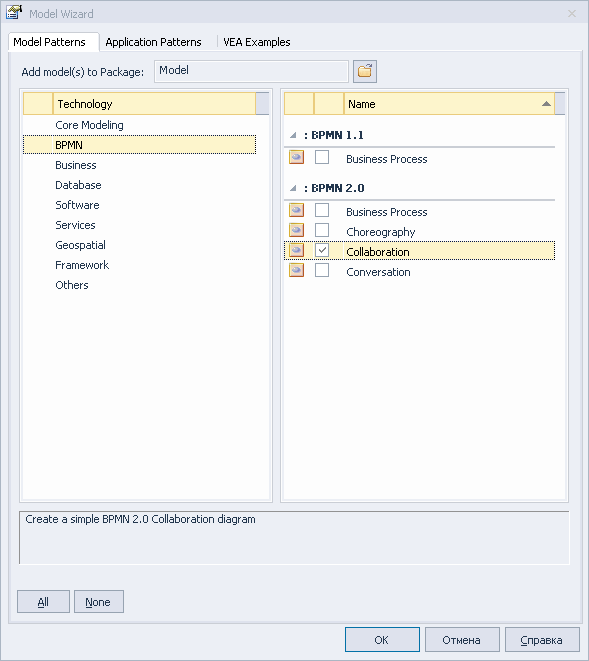 Model Wizard
Model Patterns
Application Patterns
VEA Examples
Add model(s) to Package:
Model
Technology
Core Modeling
BPMN
Business
Database
Software
Services
Geospatial
Framework
Others
Name
: BPMN 1.1
Business Process
: BPMN 2.0
Business Process
Choreography
Collaboration
Conversation
Create a simple BPMN 2.0 Collaboration diagram
All
None
OK
Отмена
Справка